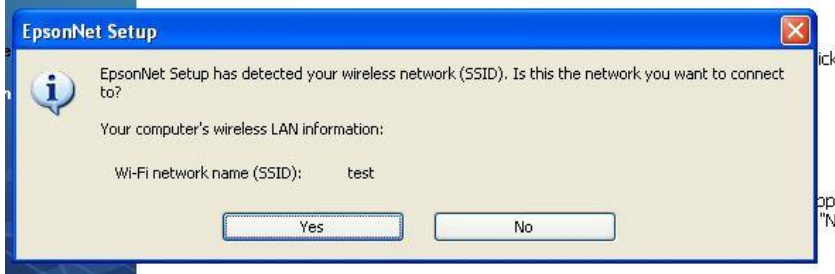 EpsonNet Setup
EpsonNet Setup has detected your wireless network (SSID). Is this the network you want to connect
to?
Your computer's wireless LAN information:
Wi-Fi network name (SSID): test
Yes No